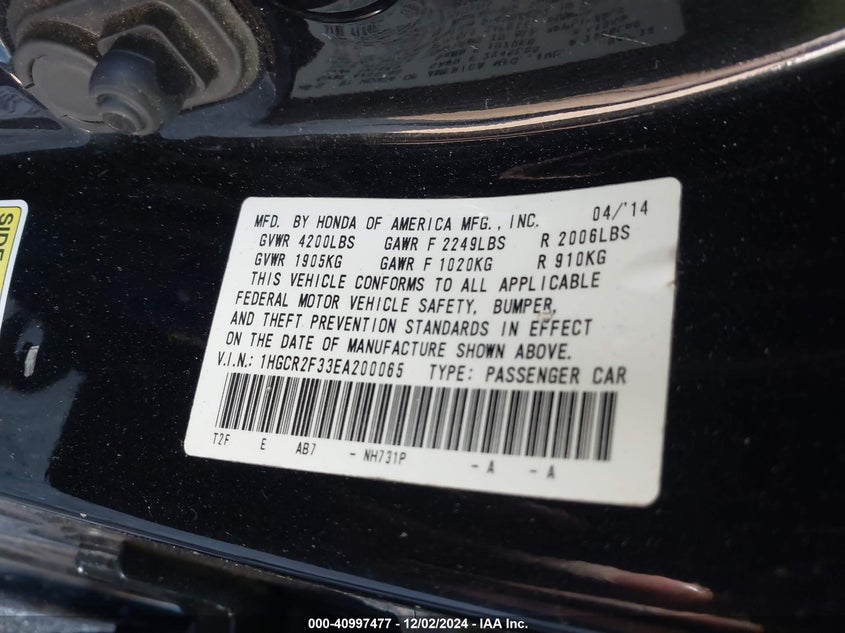 SIDE
MFD. BY HONDA OF AMERICA MFG., INC. 04/'14
GVWR 4200LBS GAWR F 2249LBS R 2006LBS
GVWR 1905KG GAWR F 1020KG R 910KG
THIS VEHICLE CONFORMS TO ALL APPLICABLE
FEDERAL MOTOR VEHICLE SAFETY, BUMPER,
AND THEFT PREVENTION STANDARDS IN EFFECT
ON THE DATE OF MANUFACTURE SHOWN ABOVE.
V.I.N.: 1HGCR2F33EA200065 TYPE: PASSENGER CAR
T2F E AB7 - NH731P - A - A
000-40997477 - 12/02/2024 - IAA Inc.